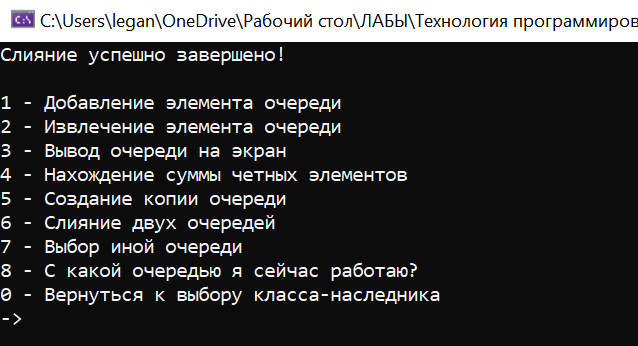 C:\Users\legan\OneDrive\Рабочий стол\ЛАБЫ\Технология программиров
Слияние успешно завершено!
1 - Добавление элемента очереди
2 - Извлечение элемента очереди
3 - Вывод очереди на экран
4 - Нахождение суммы четных элементов
5 - Создание копии очереди
6 - Слияние двух очередей
7 - Выбор иной очереди
8 - С какой очередью я сейчас работаю?
0 - Вернуться к выбору класса-наследника
->